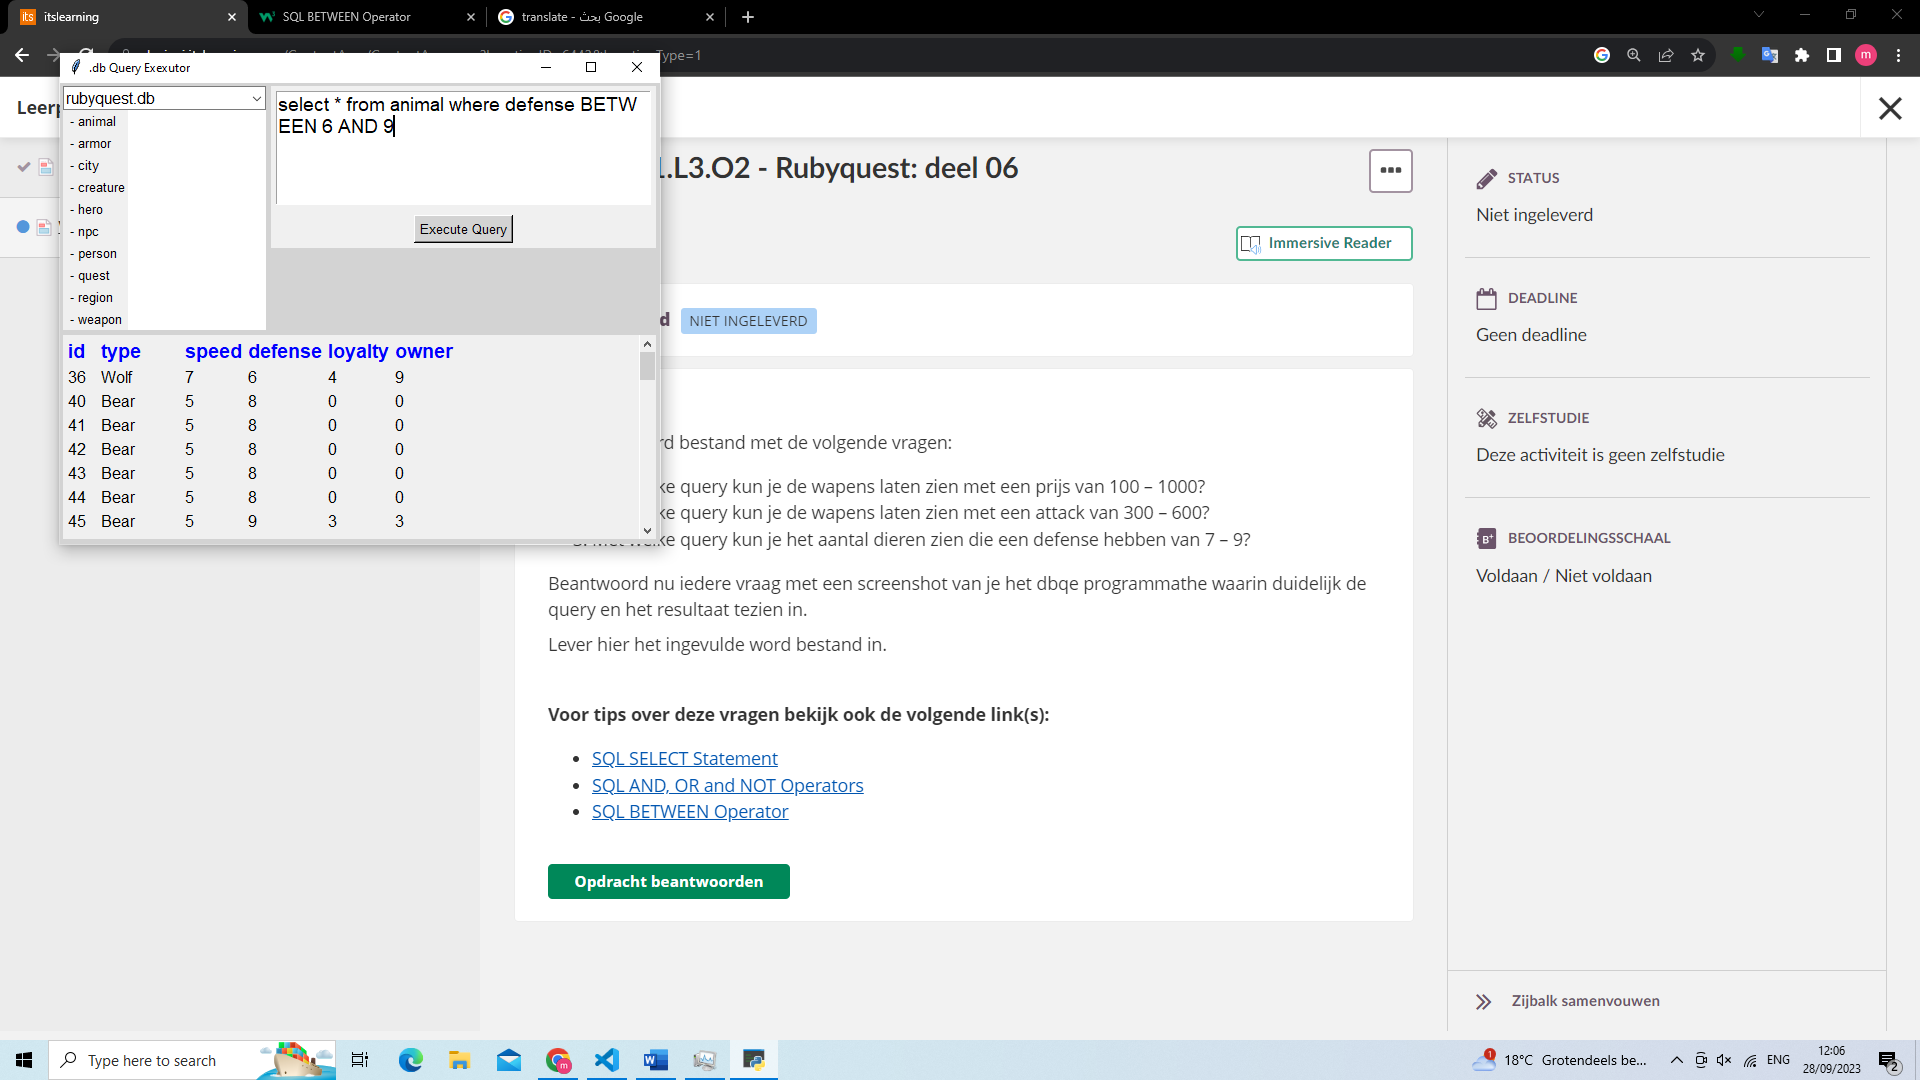 itslearning
SQL BETWEEN Operator
translate - بحث Google
ype=1
.db Query Exexutor
rubyquest.db
- animal
- armor
- city
- creature
- hero
- npc
- person
- quest
- region
- weapon
select * from animal where defense BETW
EEN 6 AND 9
Execute Query
id type speed defense loyalty owner
36 Wolf 7 6 4 9
40 Bear 5 8 0 0
41 Bear 5 8 0 0
42 Bear 5 8 0 0
43 Bear 5 8 0 0
44 Bear 5 8 0 0
45 Bear 5 9 3 3
Leer
.L3.O2 - Rubyquest: deel 06
Immersive Reader
d NIET INGELEVERD
rd bestand met de volgende vragen:
ke query kun je de wapens laten zien met een prijs van 100 – 1000?
ke query kun je de wapens laten zien met een attack van 300 – 600?
ke query kun je het aantal dieren zien die een defense hebben van 7 – 9?
Beantwoord nu iedere vraag met een screenshot van je het dbqe programmathe waarin duidelijk de
query en het resultaat tezien in.
Lever hier het ingevulde word bestand in.
Voor tips over deze vragen bekijk ook de volgende link(s):
SQL SELECT Statement
SQL AND, OR and NOT Operators
SQL BETWEEN Operator
Opdracht beantwoorden
STATUS
Niet ingeleverd
DEADLINE
Geen deadline
ZELFSTUDIE
Deze activiteit is geen zelfstudie
BEOORDELINGSSCHAAL
Voldaan / Niet voldaan
Zijbalk samenvouwen
Type here to search
1
18°C Grotendeels be...
ENG
12:06
28/09/2023
2